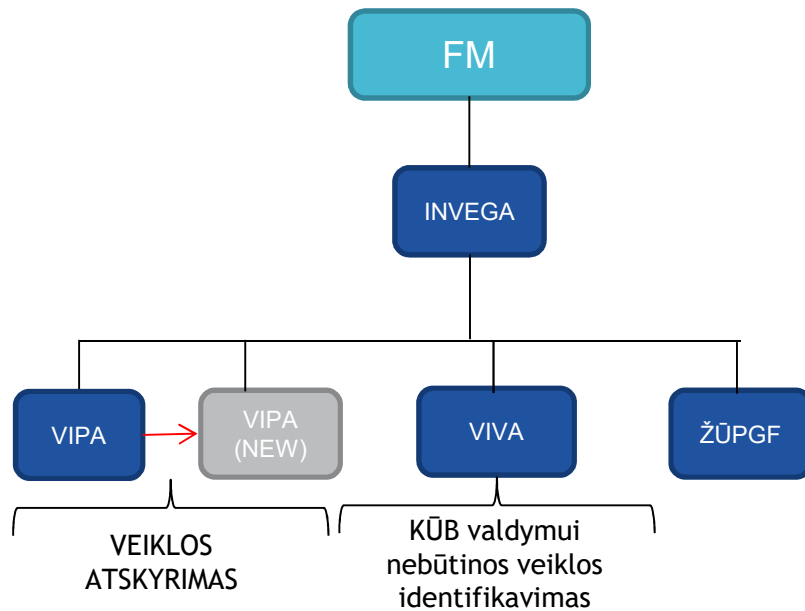 FM
INVEGA
VIPA
VIPA
(NEW)
VIVA
ŽŪPGF
VEIKLOS
ATSKYRIMAS
KŪB valdymui
nebūtinos veiklos
identifikavimas